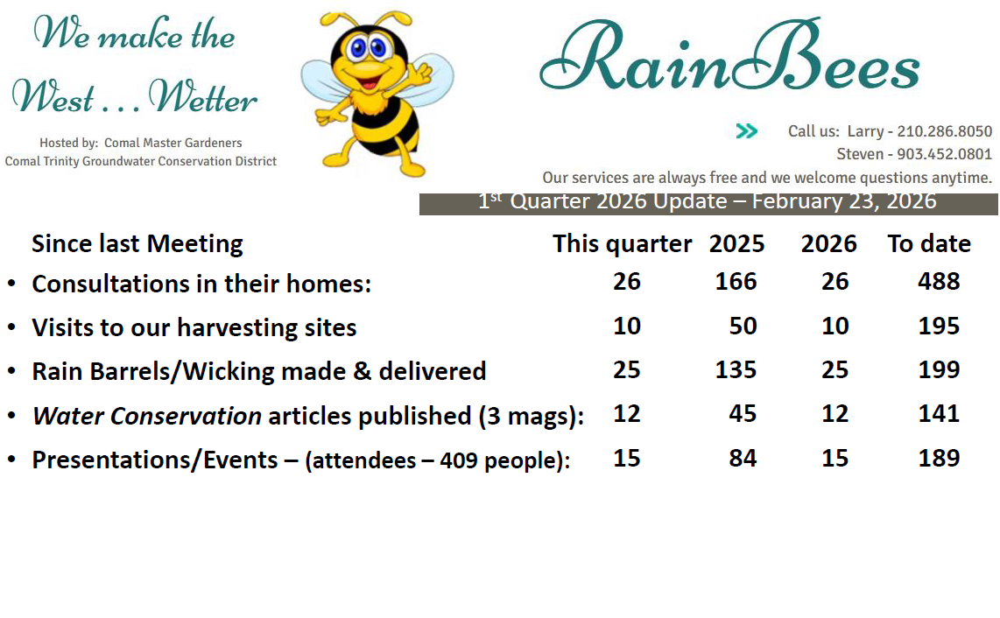 We make the
West . . . Wetter
Hosted by: Comal Master Gardeners
Comal Trinity Groundwater Conservation District
RainBees
Call us: Larry - 210.286.8050
Steven - 903.452.0801
Our services are always free and we welcome questions anytime.
1st Quarter 2026 Update – February 23, 2026
Since last Meeting This quarter 2025 2026 To date
• Consultations in their homes: 26 166 26 488
• Visits to our harvesting sites 10 50 10 195
• Rain Barrels/Wicking made & delivered 25 135 25 199
• Water Conservation articles published (3 mags): 12 45 12 141
• Presentations/Events – (attendees – 409 people): 15 84 15 189